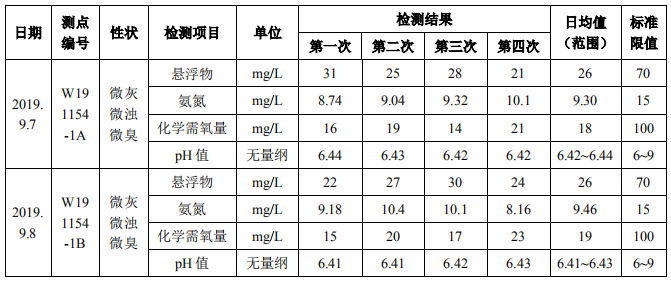 日期 测点编号 性状 检测项目 单位 检测结果 日均值（范围） 标准限值
第一次 第二次 第三次 第四次
2019.9.7 W191154-1A 微灰微浊微臭 悬浮物 mg/L 31 25 28 21 26 70
氨氮 mg/L 8.74 9.04 9.32 10.1 9.30 15
化学需氧量 mg/L 16 19 14 21 18 100
pH 值 无量纲 6.44 6.43 6.42 6.42 6.42~6.44 6~9
2019.9.8 W191154-1B 微灰微浊微臭 悬浮物 mg/L 22 27 30 24 26 70
氨氮 mg/L 9.18 10.4 10.1 8.16 9.46 15
化学需氧量 mg/L 15 20 17 23 19 100
pH 值 无量纲 6.41 6.41 6.42 6.43 6.41~6.43 6~9